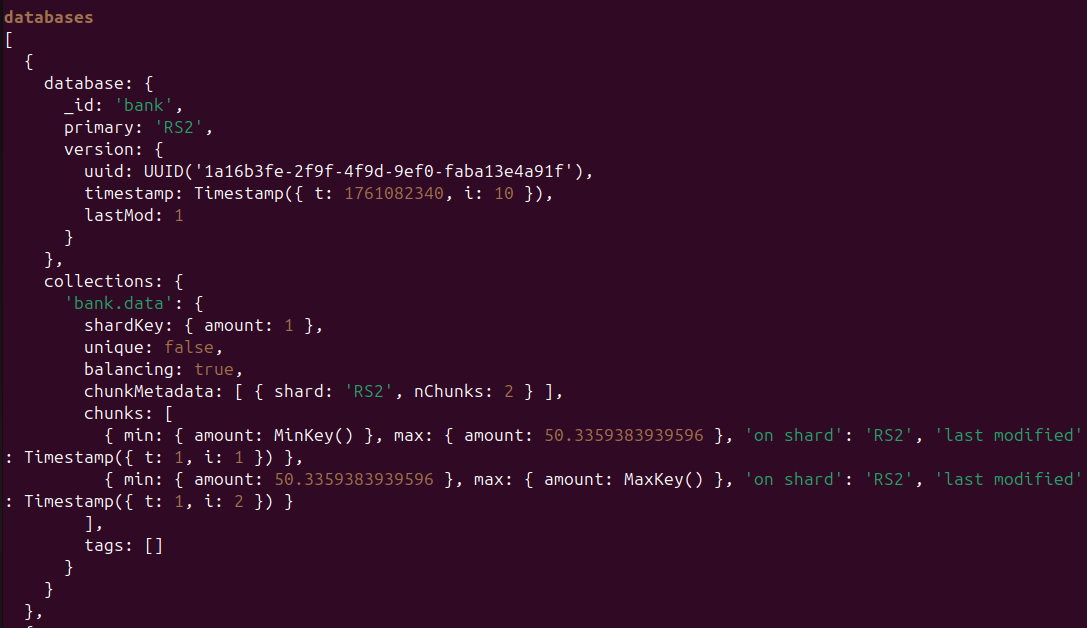 databases
[
  {
    database: {
      _id: 'bank',
      primary: 'RS2',
      version: {
        uuid: UUID('1a16b3fe-2f9f-4f9d-9ef0-faba13e4a91f'),
        timestamp: Timestamp({ t: 1761082340, i: 10 }),
        lastMod: 1
      }
    },
    collections: {
      'bank.data': {
        shardKey: { amount: 1 },
        unique: false,
        balancing: true,
        chunkMetadata: [ { shard: 'RS2', nChunks: 2 } ],
        chunks: [
          { min: { amount: MinKey() }, max: { amount: 50.3359383939596 }, 'on shard': 'RS2', 'last modified'
: Timestamp({ t: 1, i: 1 }) },
          { min: { amount: 50.3359383939596 }, max: { amount: MaxKey() }, 'on shard': 'RS2', 'last modified'
: Timestamp({ t: 1, i: 2 }) }
        ],
        tags: []
      }
    }
  },